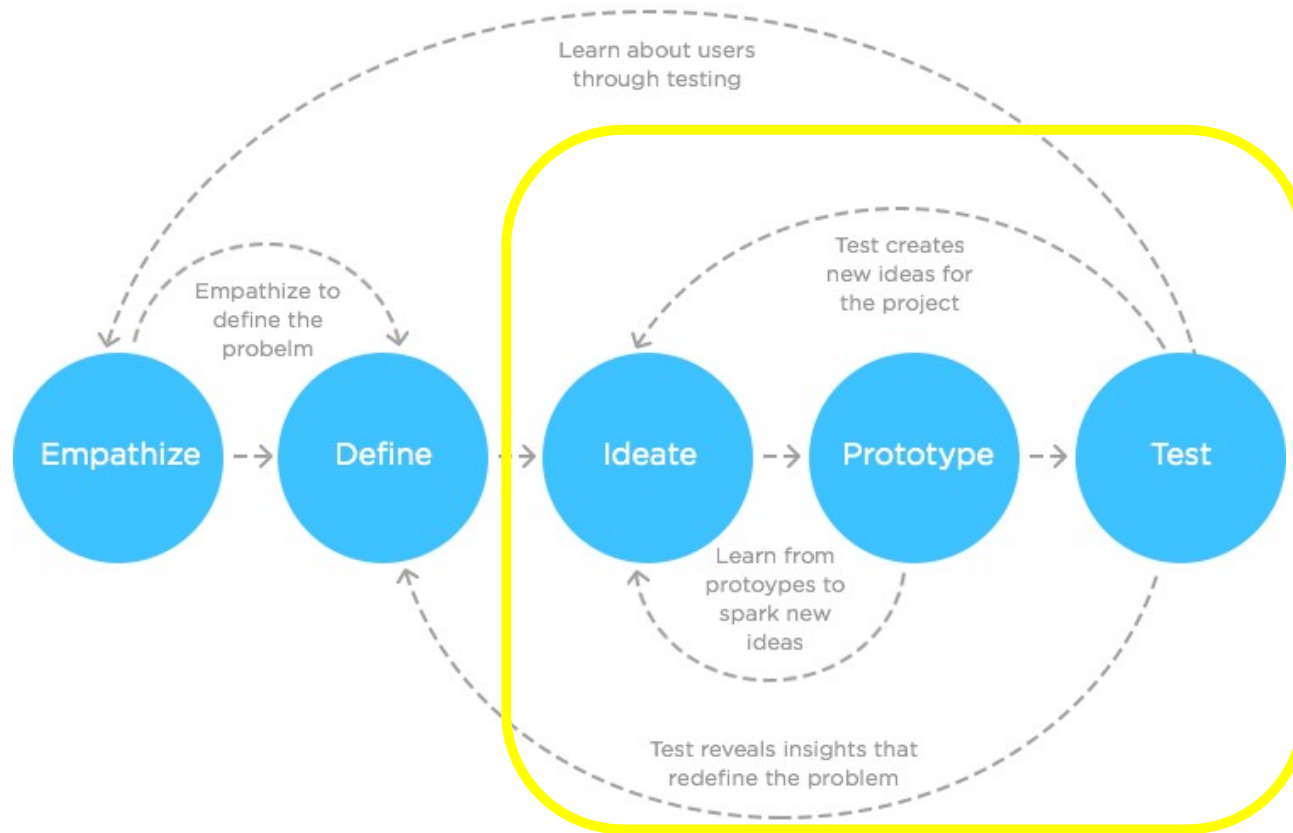 Learn about users
through testing
Test creates
new ideas for
the project
Empathize to
define the
probelm
Empathize
Define
Ideate
Prototype
Test
Learn from
protoypes to
spark new
ideas
Test reveals insights that
redefine the problem